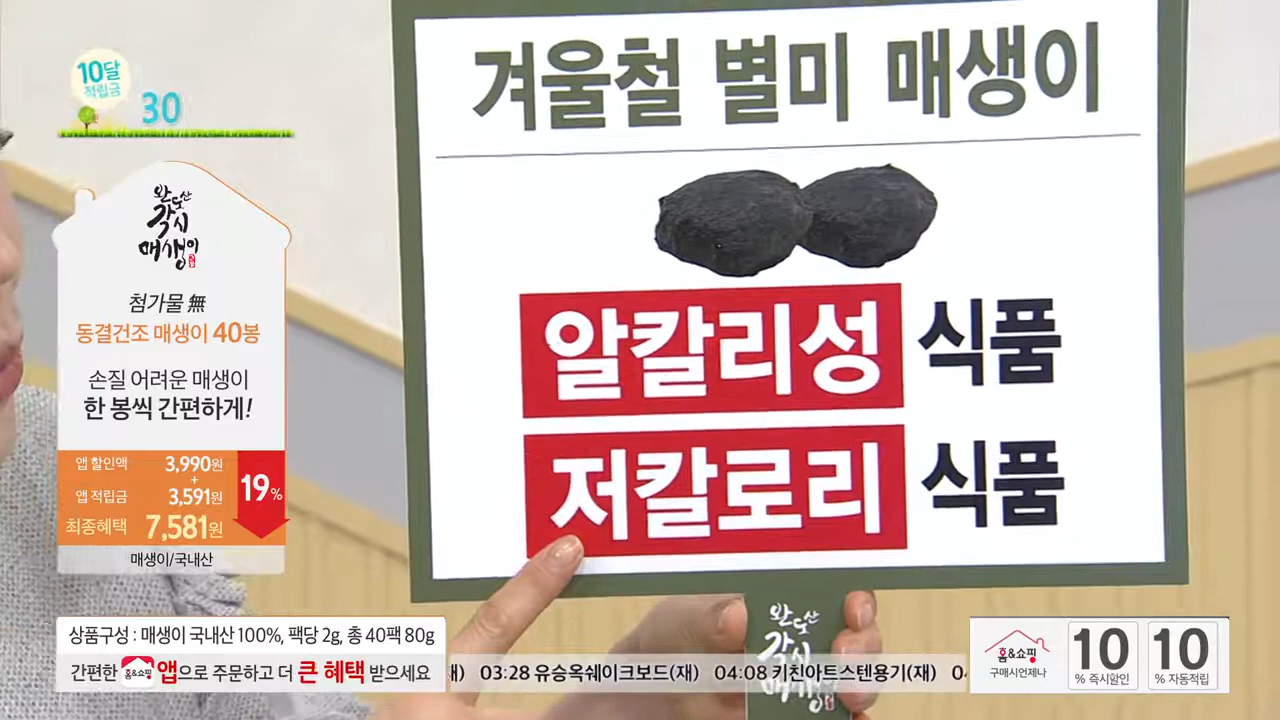 겨울철 별미 매생이
알칼리성 식품
저칼로리 식품
10달
적립금
30
완도산
각시
매생이
첨가물 無
동결건조 매생이 40봉
손질 어려운 매생이
한 봉씩 간편하게!
앱 할인액 3,990원
+
앱 적립금 3,591원
최종혜택 7,581원
19%
매생이/국내산
상품구성 : 매생이 국내산 100%, 팩당 2g, 총 40팩 80g
간편한 홈&쇼핑 앱으로 주문하고 더 큰 혜택 받으세요
03:28 유승옥쉐이크보드(재) 04:08 키친아트스텐용기(재)
완도산
각시
매생이
홈&쇼핑
구매시언제나
10
% 즉시할인
10
% 자동적립